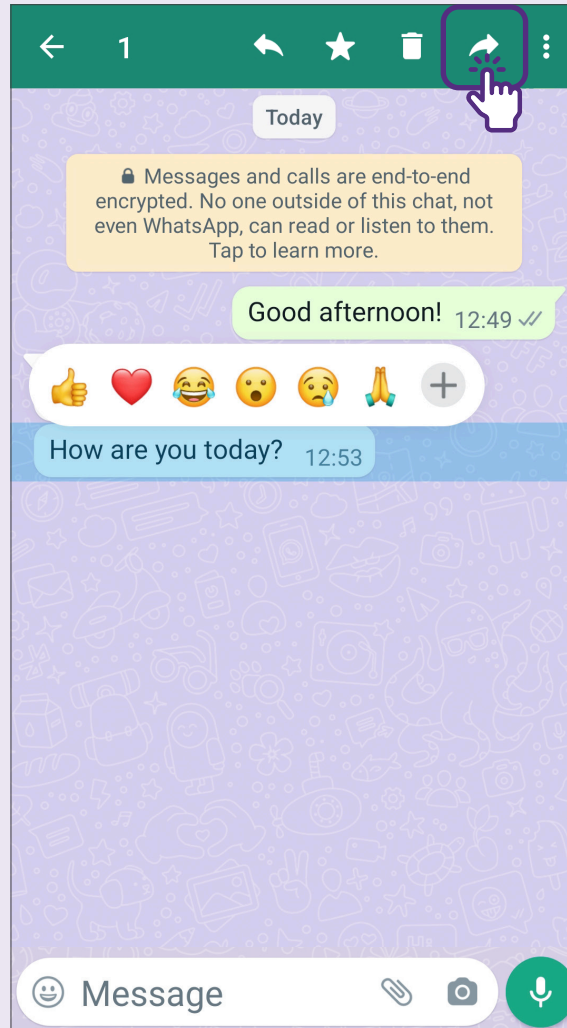 1
Today
Messages and calls are end-to-end
encrypted. No one outside of this chat, not
even WhatsApp, can read or listen to them.
Tap to learn more.
Good afternoon! 12:49
How are you today? 12:53
Message